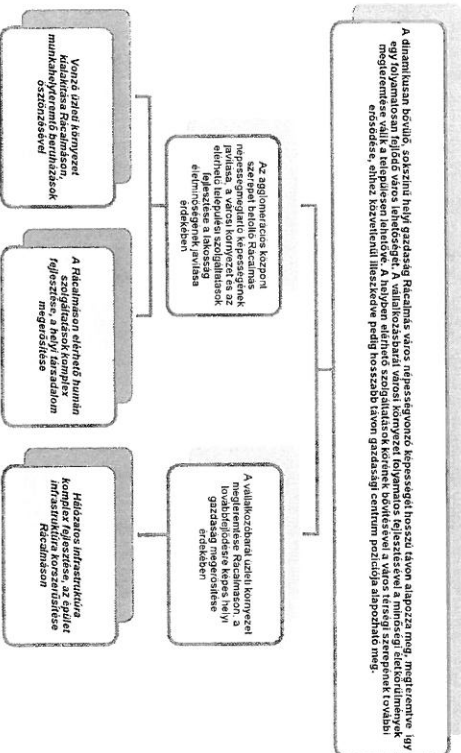 A dinamikusan bővülő, sokszínű helyi gazdaság Rácalmás város népességvonzó képességét hosszú távon alapozza meg, megteremtve így
egy folyamatosan fejlődő város lehetőségét. A vállalkozásbarát városi környezet folyamatos fejlesztésével a minőségi életkörülmények
megteremtése válik a településen lehetővé. A helyben elérhető szolgáltatások körének bővítésével a város térségi szerepének további
erősödése, ehhez közvetlenül illeszkedve pedig hosszabb távon gazdasági centrum pozíciója alapozható meg.
Az agglomerációs központ
szerepet betöltő Rácalmás
népességmegtartó képességének
javítása, a városi környezet és az
elérhető települési szolgáltatások
fejlesztése a lakosság
életminőségének javítása
érdekében
A vállalkozóbarát üzleti környezet
megteremtése Rácalmáson, a
továbbfejlődésre képes helyi
gazdaság megerősítése
érdekében
Vonzó üzleti környezet
kialakítása Rácalmáson,
munkahelyteremtő beruházások
ösztönzésével
A Rácalmáson elérhető humán
szolgáltatások komplex
fejlesztése, a helyi társadalom
megerősítése
Hálózatos infrastruktúra
komplex fejlesztése, az épület
infrastruktúra korszerűsítése
Rácalmáson